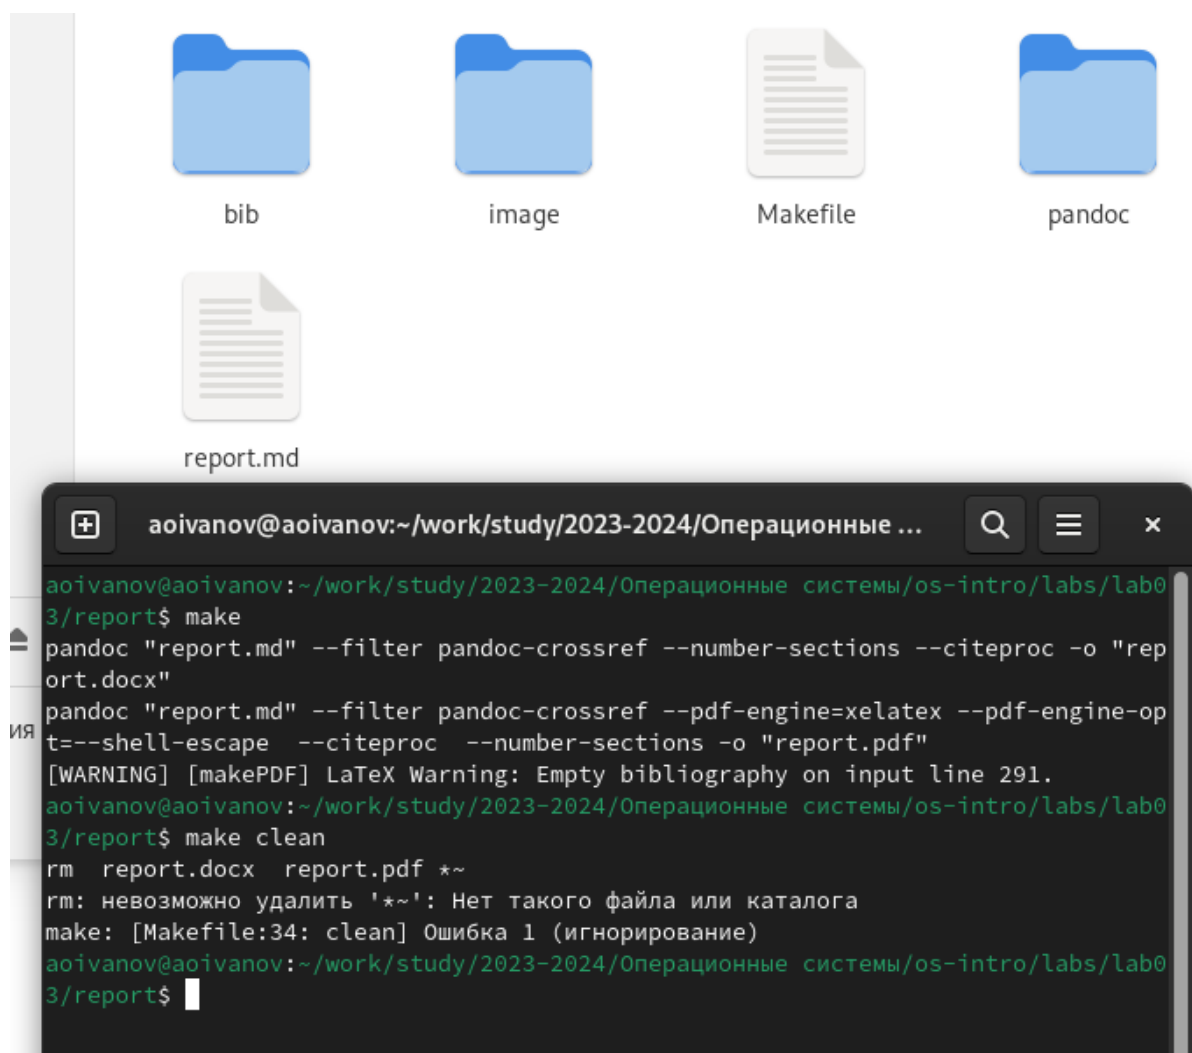 bib
image
Makefile
pandoc
report.md
ия
aoivanov@aoivanov:~/work/study/2023-2024/Операционные ...
aoivanov@aoivanov:~/work/study/2023-2024/Операционные системы/os-intro/labs/lab0
3/report$ make
pandoc "report.md" --filter pandoc-crossref --number-sections --citeproc -o "rep
ort.docx"
pandoc "report.md" --filter pandoc-crossref --pdf-engine=xelatex --pdf-engine-op
t=--shell-escape  --citeproc  --number-sections -o "report.pdf"
[WARNING] [makePDF] LaTeX Warning: Empty bibliography on input line 291.
aoivanov@aoivanov:~/work/study/2023-2024/Операционные системы/os-intro/labs/lab0
3/report$ make clean
rm  report.docx  report.pdf *~
rm: невозможно удалить '*~': Нет такого файла или каталога
make: [Makefile:34: clean] Ошибка 1 (игнорирование)
aoivanov@aoivanov:~/work/study/2023-2024/Операционные системы/os-intro/labs/lab0
3/report$